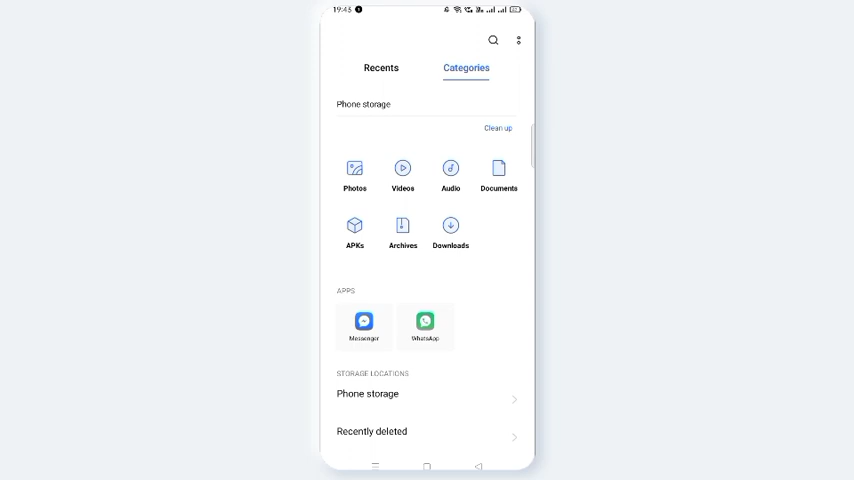 19:43
Recents
Categories
Phone storage
Clean up
Photos
Videos
Audio
Documents
APKs
Archives
Downloads
APPS
Messenger
WhatsApp
STORAGE LOCATIONS
Phone storage
Recently deleted